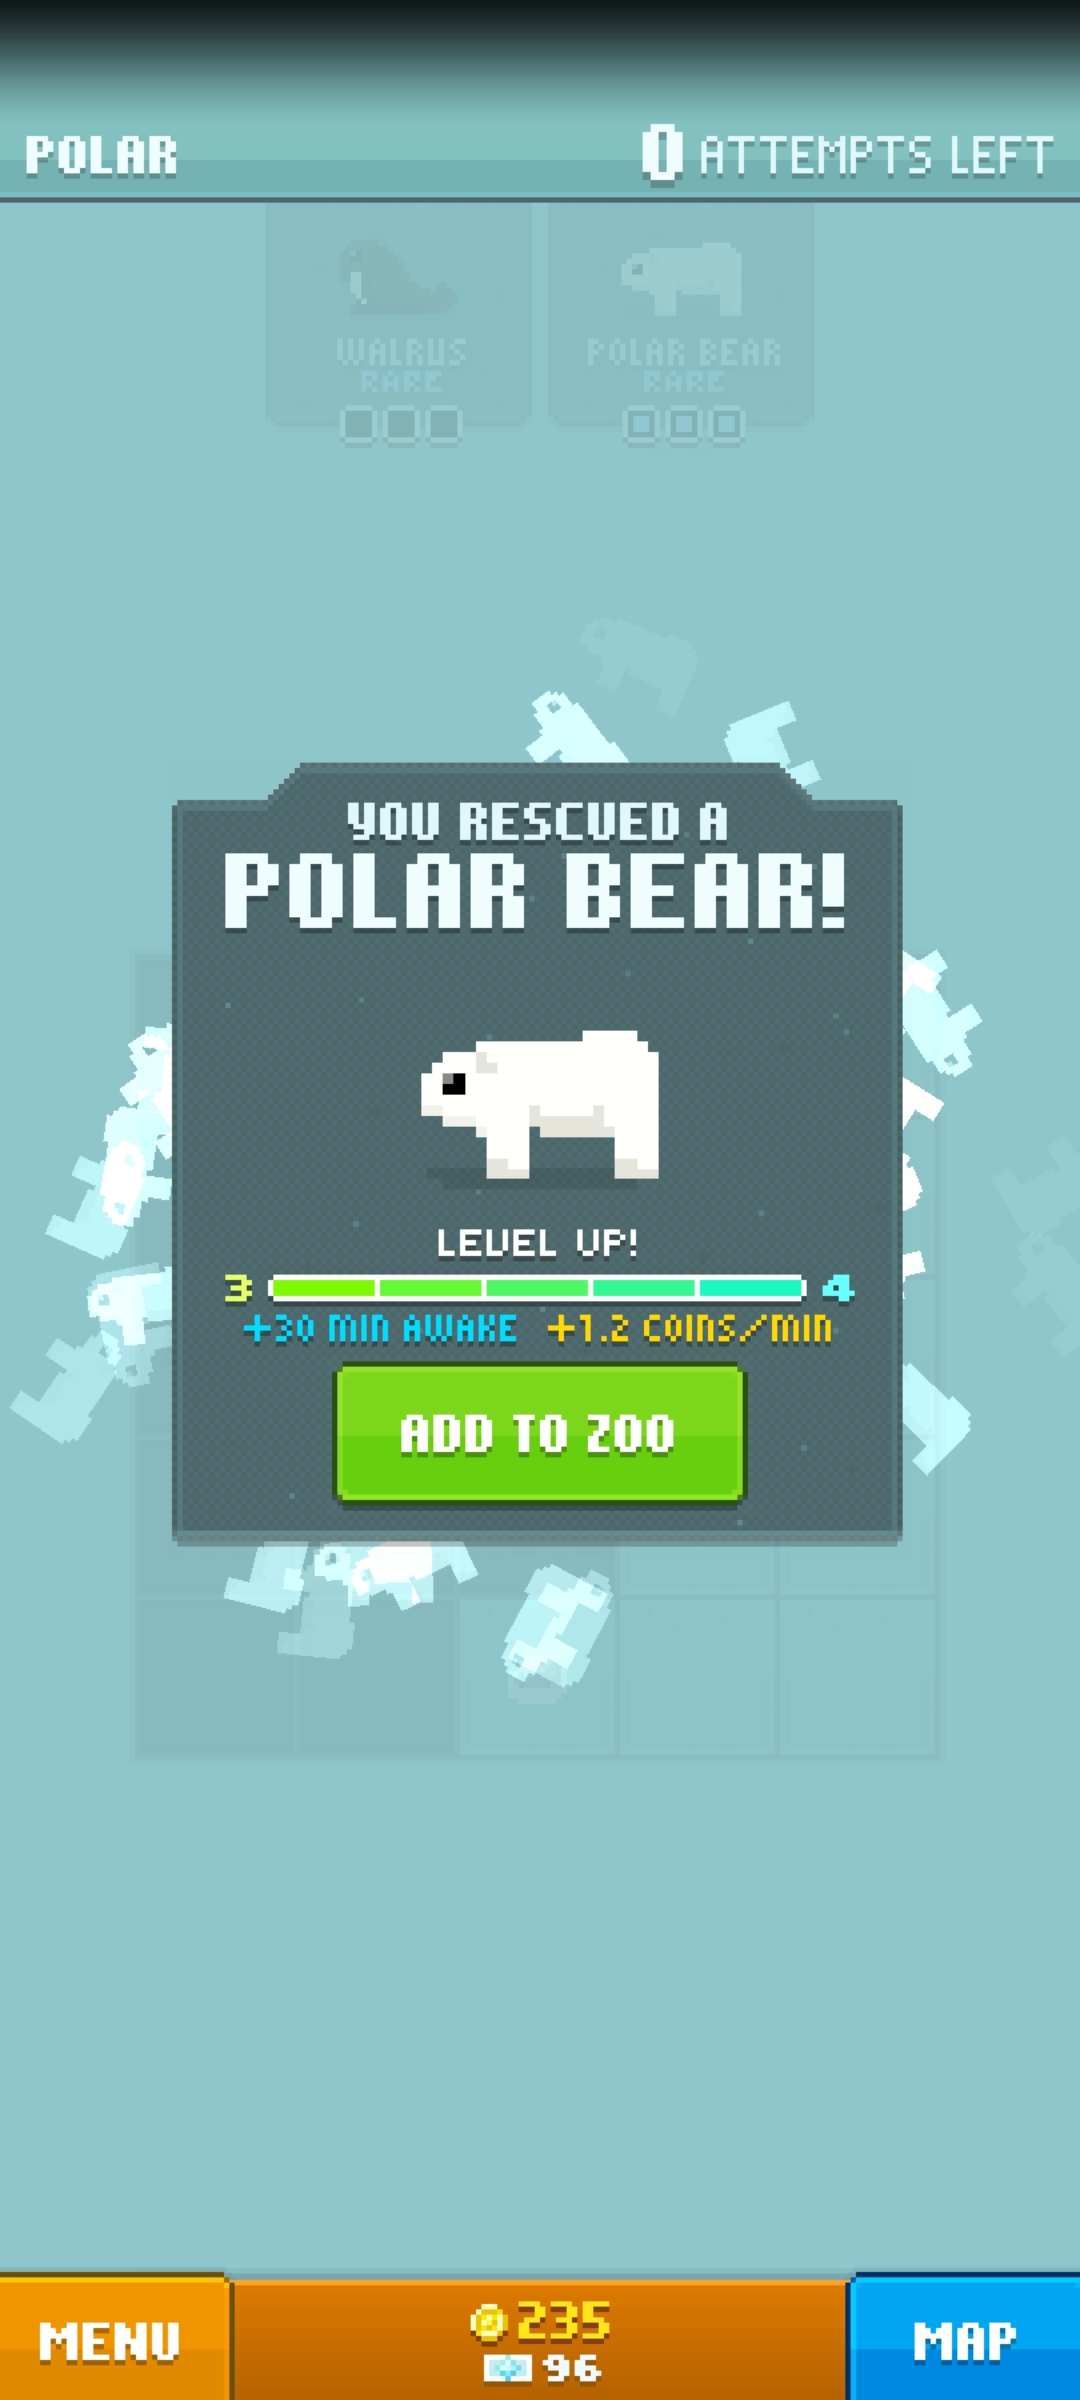 POLAR
0 ATTEMPTS LEFT
WALRUS
RARE
POLAR BEAR
RARE
YOU RESCUED A
POLAR BEAR!
LEVEL UP!
3
4
+30 MIN AWAKE +1.2 COINS/MIN
ADD TO ZOO
MENU
235
96
MAP